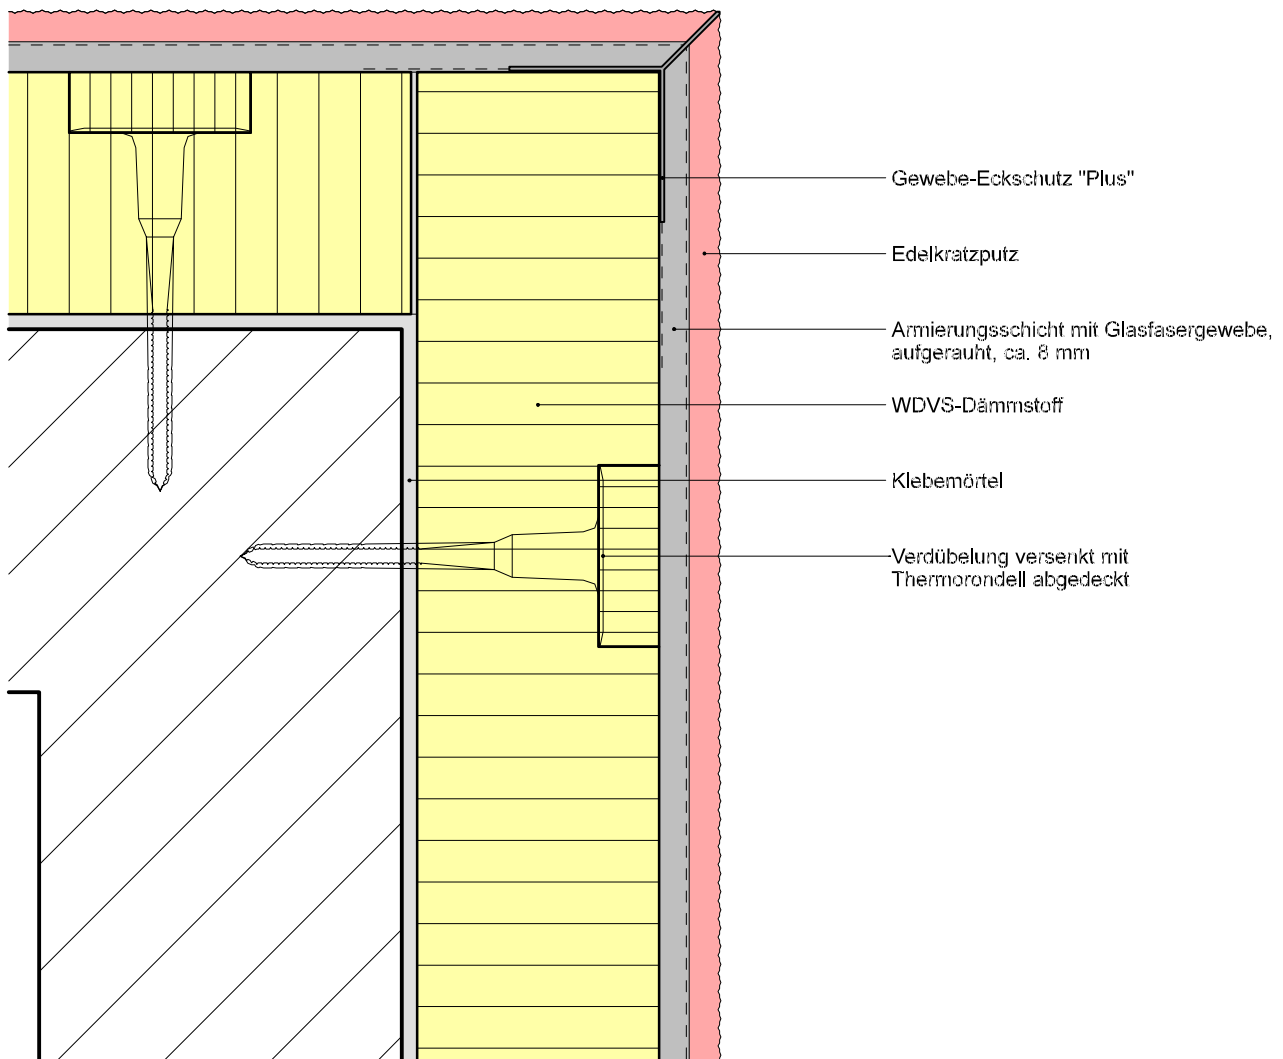 Gewebe-Eckschutz "Plus"
Edelkratzputz
Armierungsschicht mit Glasfasergewebe,
aufgerauht, ca. 8 mm
WDVS-Dämmstoff
Klebemörtel
Verdübelung versenkt mit
Thermorondell abgedeckt